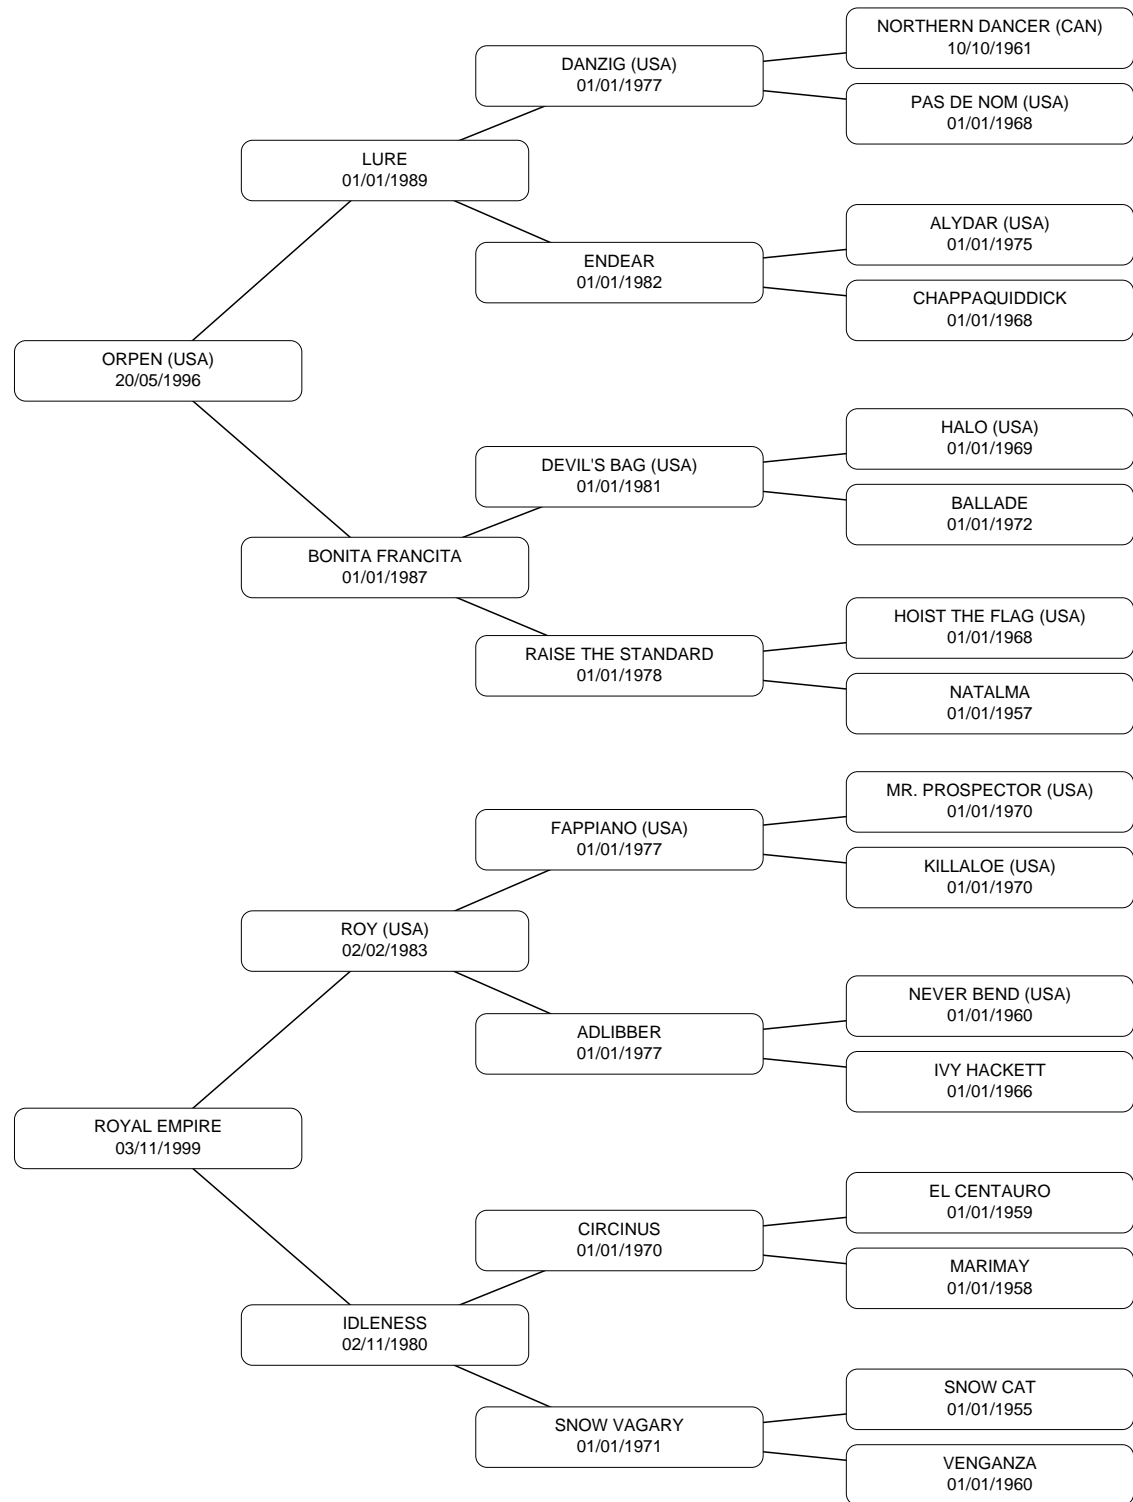 NORTHERN DANCER (CAN)
10/10/1961
DANZIG (USA)
01/01/1977
PAS DE NOM (USA)
01/01/1968
LURE
01/01/1989
ALYDAR (USA)
01/01/1975
ENDEAR
01/01/1982
CHAPPAQUIDDICK
01/01/1968
ORPEN (USA)
20/05/1996
HALO (USA)
01/01/1969
DEVIL'S BAG (USA)
01/01/1981
BALLADE
01/01/1972
BONITA FRANCITA
01/01/1987
HOIST THE FLAG (USA)
01/01/1968
RAISE THE STANDARD
01/01/1978
NATALMA
01/01/1957
MR. PROSPECTOR (USA)
01/01/1970
FAPPIANO (USA)
01/01/1977
KILLALOE (USA)
01/01/1970
ROY (USA)
02/02/1983
NEVER BEND (USA)
01/01/1960
ADLIBBER
01/01/1977
IVY HACKETT
01/01/1966
ROYAL EMPIRE
03/11/1999
EL CENTAURO
01/01/1959
CIRCINUS
01/01/1970
MARIMAY
01/01/1958
IDLENESS
02/11/1980
SNOW CAT
01/01/1955
SNOW VAGARY
01/01/1971
VENGANZA
01/01/1960